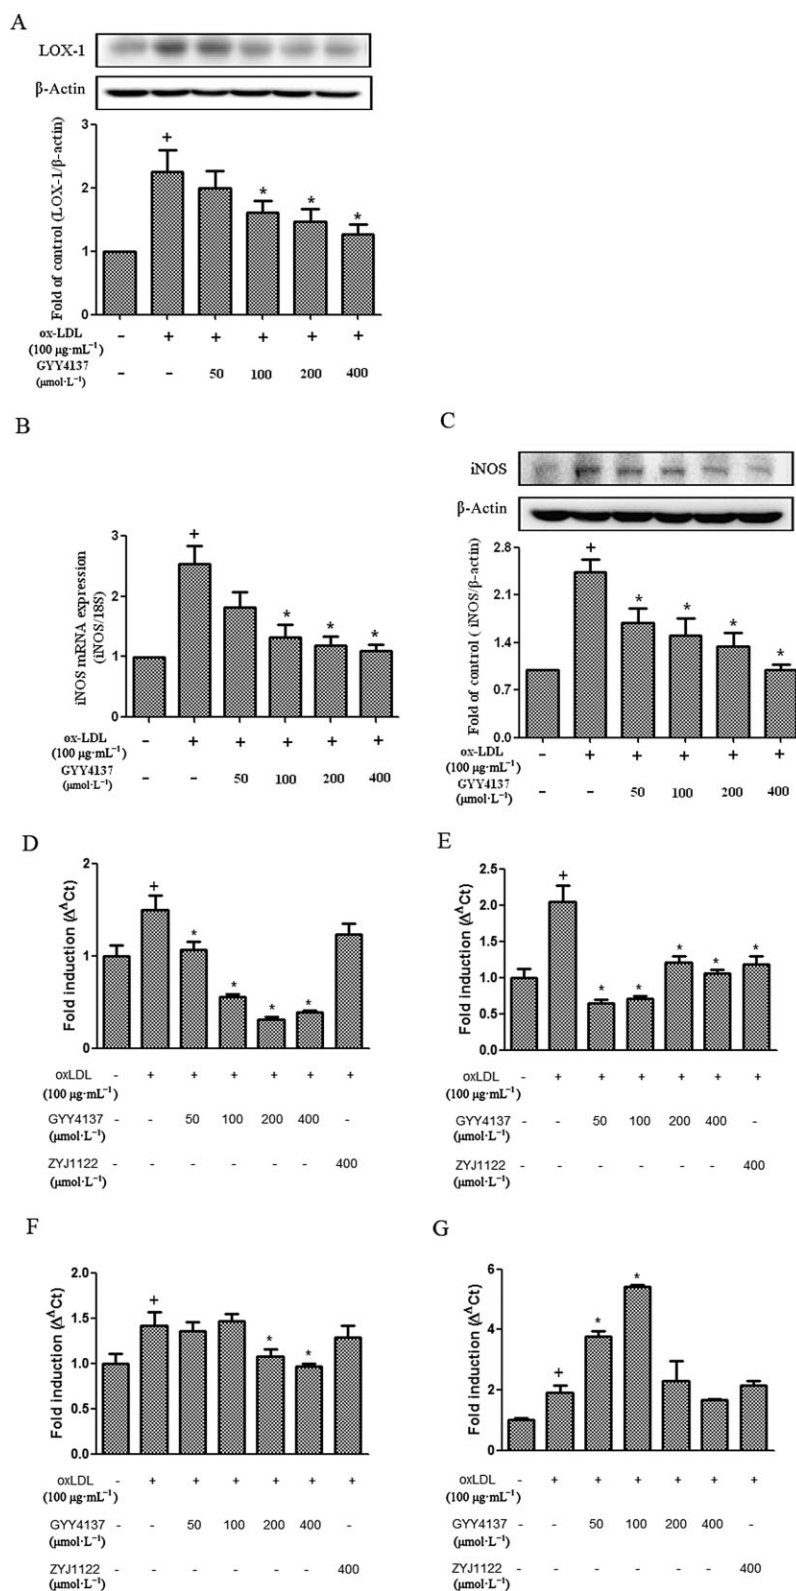 A
LOX-1
β-Actin
Fold of control (LOX-1/β-actin)
3
2
1
0
+
*
*
*
ox-LDL - + + + + +
(100 μg·mL⁻¹)
GYY4137 - - 50 100 200 400
(μmol·L⁻¹)
B
iNOS mRNA expression
(iNOS/18S)
3
2
1
0
+
*
*
*
ox-LDL - + + + + +
(100 μg·mL⁻¹)
GYY4137 - - 50 100 200 400
(μmol·L⁻¹)
C
iNOS
β-Actin
Fold of control ( iNOS/β-actin)
2.8
2.1
1.4
0.7
0.0
+
*
*
*
*
ox-LDL - + + + + +
(100 μg·mL⁻¹)
GYY4137 - - 50 100 200 400
(μmol·L⁻¹)
D
Fold induction (Δ^ΔCt)
2
1
0
+
*
*
*
*
oxLDL - + + + + + +
(100 μg·mL⁻¹)
GYY4137 - - 50 100 200 400 -
(μmol·L⁻¹)
ZYJ1122 - - - - - - 400
(μmol·L⁻¹)
E
Fold induction (Δ^ΔCt)
2.5
2.0
1.5
1.0
0.5
0.0
+
*
*
*
*
*
oxLDL - + + + + + +
(100 μg·mL⁻¹)
GYY4137 - - 50 100 200 400 -
(μmol·L⁻¹)
ZYJ1122 - - - - - - 400
(μmol·L⁻¹)
F
Fold induction (Δ^ΔCt)
2.0
1.5
1.0
0.5
0.0
+
*
*
oxLDL - + + + + + +
(100 μg·mL⁻¹)
GYY4137 - - 50 100 200 400 -
(μmol·L⁻¹)
ZYJ1122 - - - - - - 400
(μmol·L⁻¹)
G
Fold induction (Δ^ΔCt)
6
4
2
0
+
*
*
oxLDL - + + + + + +
(100 μg·mL⁻¹)
GYY4137 - - 50 100 200 400 -
(μmol·L⁻¹)
ZYJ1122 - - - - - - 400
(μmol·L⁻¹)